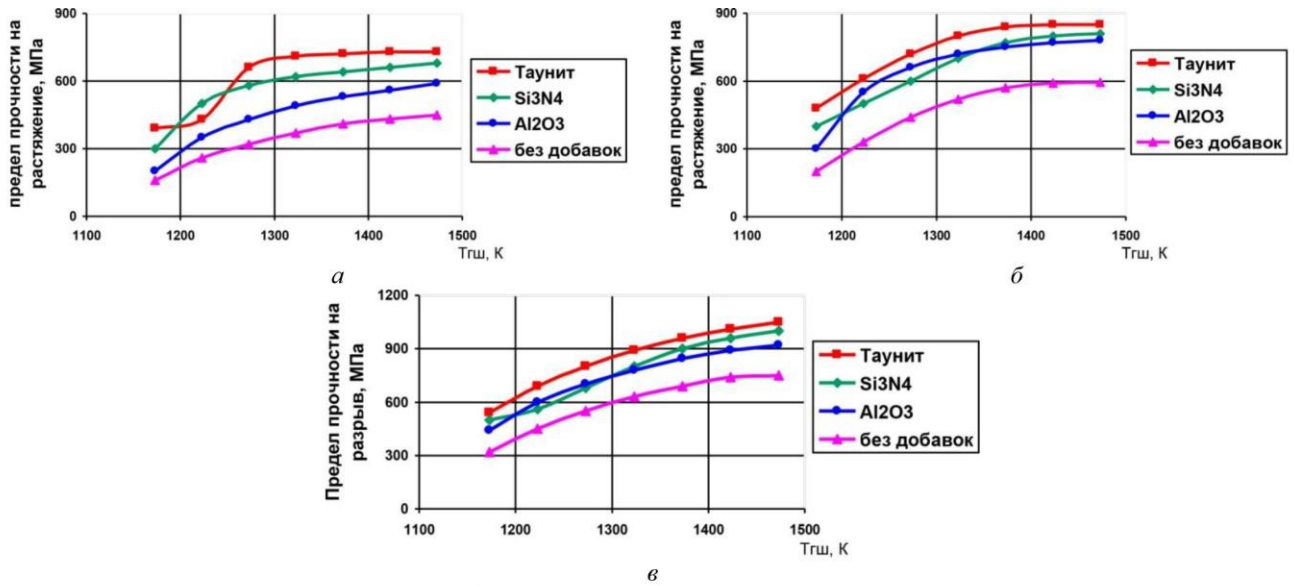 предел прочности на
растяжение, МПа
900
600
300
0
1100
1200
1300
1400
1500
Тгш, К
Таунит
Si3N4
Al2O3
без добавок
а
предел прочности на
растяжение, МПа
900
600
300
0
1100
1200
1300
1400
1500
Тгш, К
Таунит
Si3N4
Al2O3
без добавок
б
Предел прочности на
разрыв, МПа
1200
900
600
300
0
1100
1200
1300
1400
1500
Тгш, К
Таунит
Si3N4
Al2O3
без добавок
в